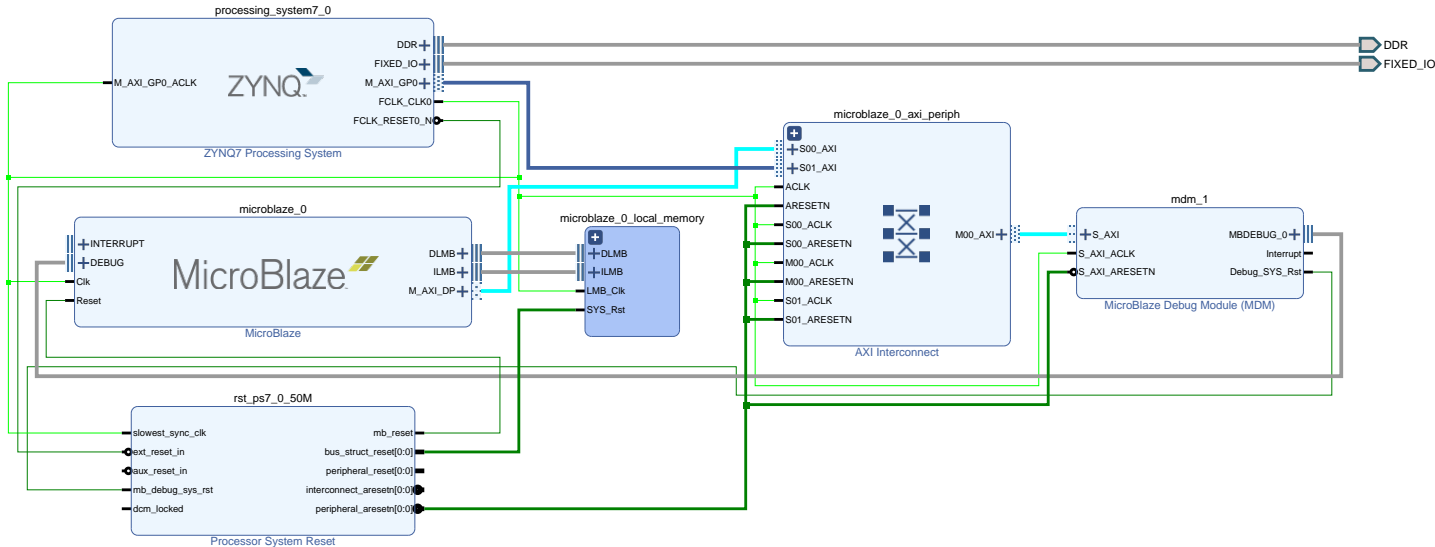 processing_system7_0
DDR
FIXED_IO
M_AXI_GP0_ACLK
ZYNQ
M_AXI_GP0
FCLK_CLK0
FCLK_RESET0_N
ZYNQ7 Processing System
DDR
FIXED_IO
microblaze_0_axi_periph
S00_AXI
S01_AXI
ACLK
ARESETN
S00_ACLK
S00_ARESETN
M00_ACLK
M00_ARESETN
S01_ACLK
S01_ARESETN
M00_AXI
AXI Interconnect
microblaze_0
INTERRUPT
DEBUG
Clk
Reset
MicroBlaze
DLMB
ILMB
M_AXI_DP
MicroBlaze
microblaze_0_local_memory
DLMB
ILMB
LMB_Clk
SYS_Rst
mdm_1
S_AXI
S_AXI_ACLK
S_AXI_ARESETN
MBDEBUG_0
Interrupt
Debug_SYS_Rst
MicroBlaze Debug Module (MDM)
rst_ps7_0_50M
slowest_sync_clk
ext_reset_in
aux_reset_in
mb_debug_sys_rst
dcm_locked
mb_reset
bus_struct_reset[0:0]
peripheral_reset[0:0]
interconnect_aresetn[0:0]
peripheral_aresetn[0:0]
Processor System Reset